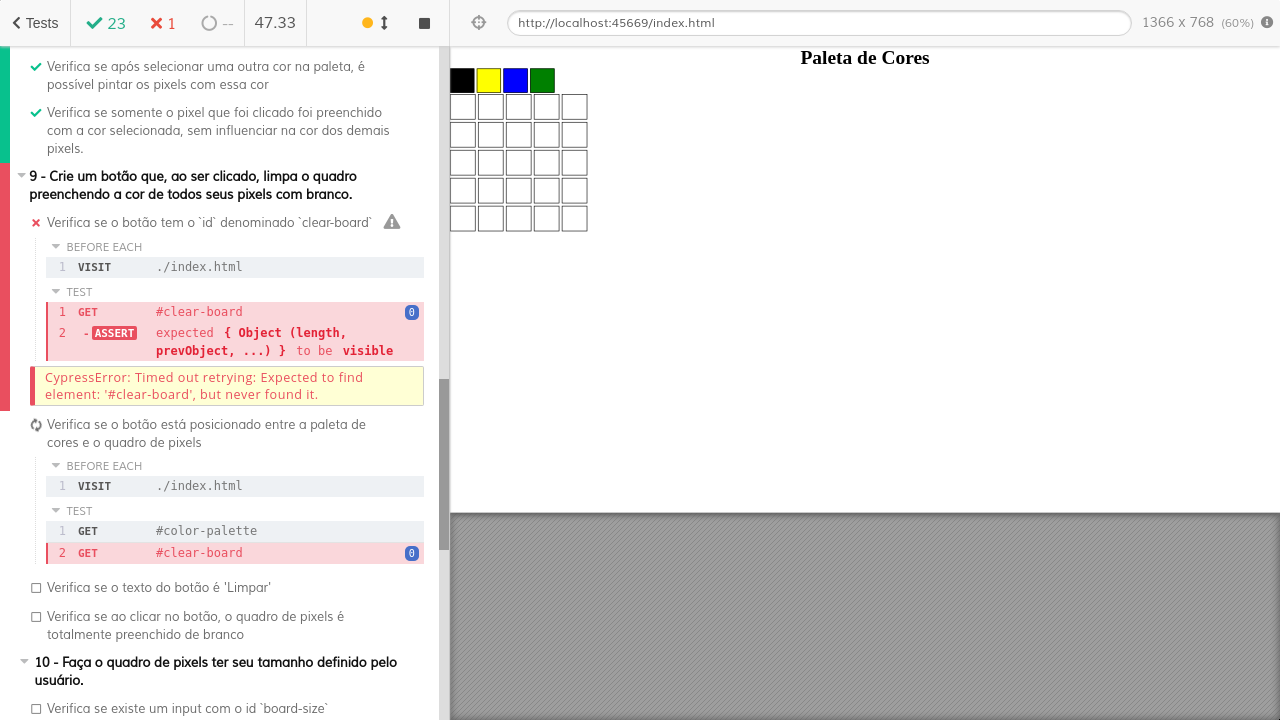 Tests 23 1 -- 47.33 http://localhost:45669/index.html 1366 x 768 (60%)
Verifica se após selecionar uma outra cor na paleta, é
possível pintar os pixels com essa cor
Verifica se somente o pixel que foi clicado foi preenchido
com a cor selecionada, sem influenciar na cor dos demais
pixels.
9 - Crie um botão que, ao ser clicado, limpa o quadro
preenchendo a cor de todos seus pixels com branco.
Verifica se o botão tem o `id` denominado `clear-board`
BEFORE EACH
1 VISIT ./index.html
TEST
1 GET #clear-board 0
2 - ASSERT expected { Object (length,
prevObject, ...) } to be visible
CypressError: Timed out retrying: Expected to find
element: '#clear-board', but never found it.
Verifica se o botão está posicionado entre a paleta de
cores e o quadro de pixels
BEFORE EACH
1 VISIT ./index.html
TEST
1 GET #color-palette
2 GET #clear-board 0
Verifica se o texto do botão é 'Limpar'
Verifica se ao clicar no botão, o quadro de pixels é
totalmente preenchido de branco
10 - Faça o quadro de pixels ter seu tamanho definido pelo
usuário.
Verifica se existe um input com o id `board-size`
Paleta de Cores